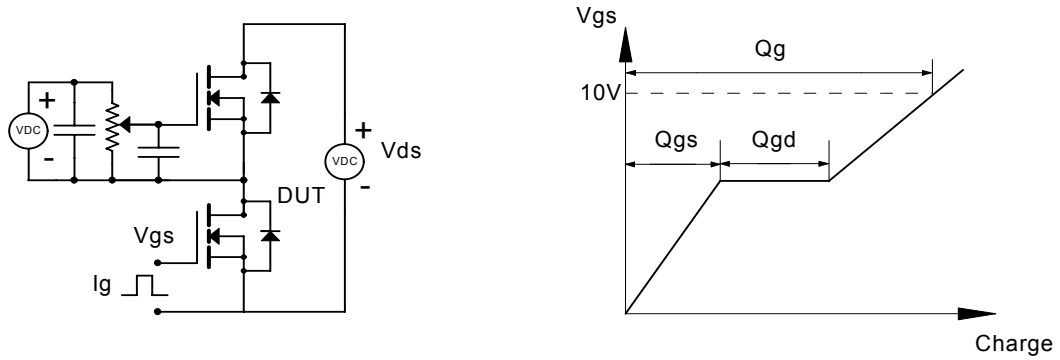 +
VDC
-
Vgs
Ig
DUT
+
VDC
-
Vds
Vgs
Qg
10V
Qgs
Qgd
Charge